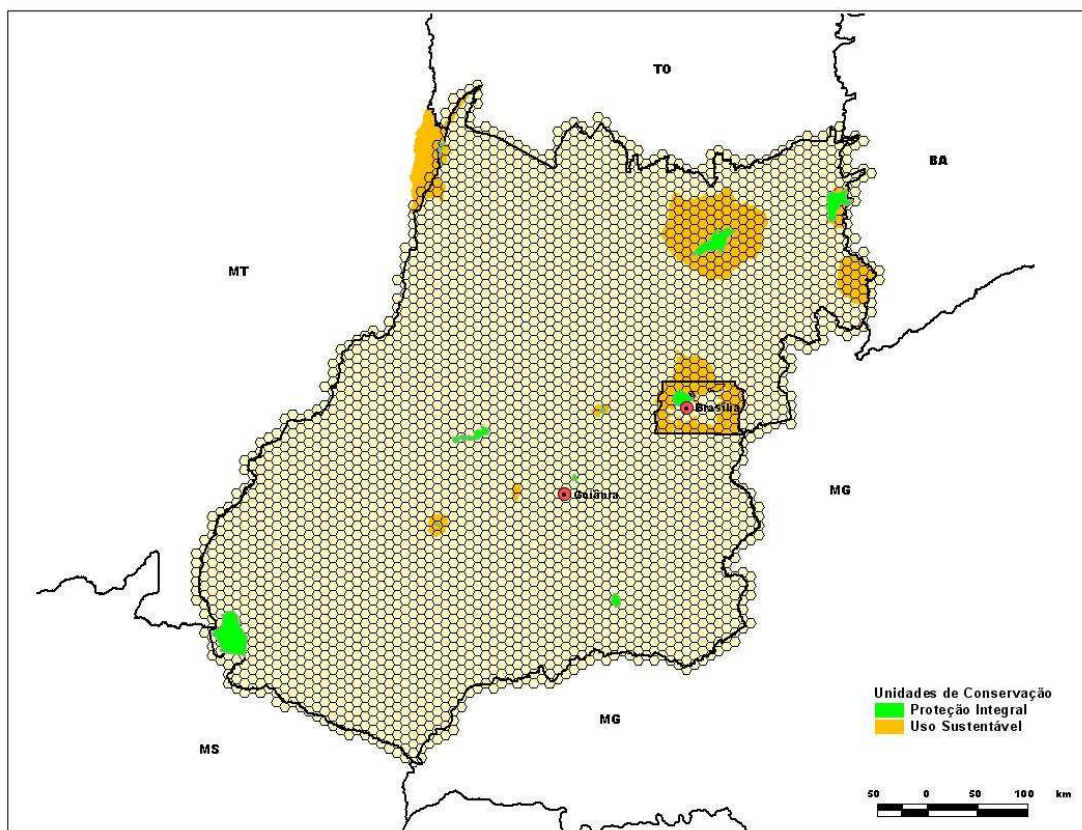 TO
BA
MT
Brasília
MG
Goiânia
MG
MS
Unidades de Conservação
Proteção Integral
Uso Sustentável
50 0 50 100 km